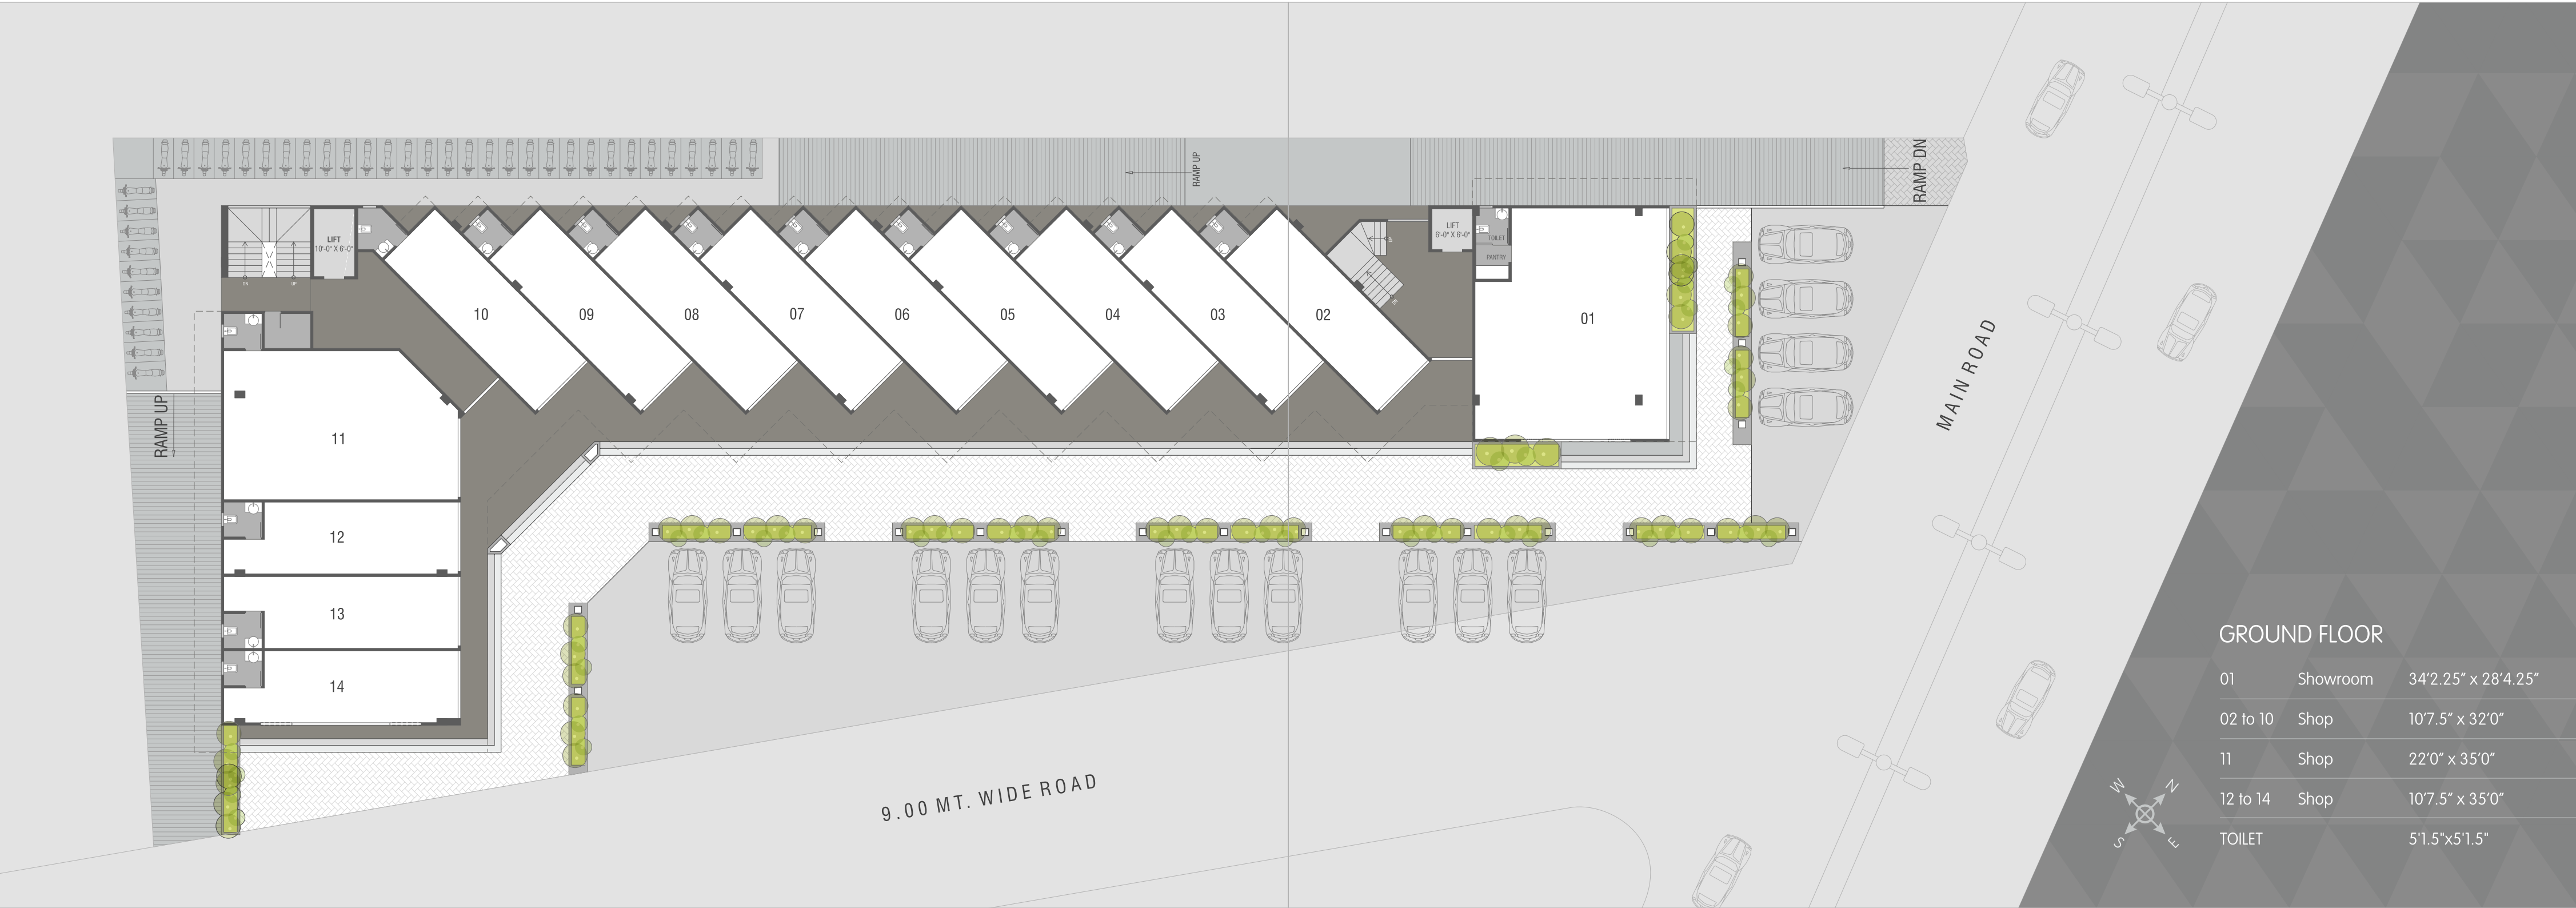 RAMP UP
RAMP DN
LIFT
10'-0" X 6'-0"
DN
UP
LIFT
6'-0" X 6'-0"
TOILET
PANTRY
10
09
08
07
06
05
04
03
02
01
RAMP UP
11
12
13
14
MAIN ROAD
9.00 MT. WIDE ROAD
W
N
S
E
GROUND FLOOR
01 Showroom 34'2.25" x 28'4.25"
02 to 10 Shop 10'7.5" x 32'0"
11 Shop 22'0" x 35'0"
12 to 14 Shop 10'7.5" x 35'0"
TOILET 5'1.5"x5'1.5"